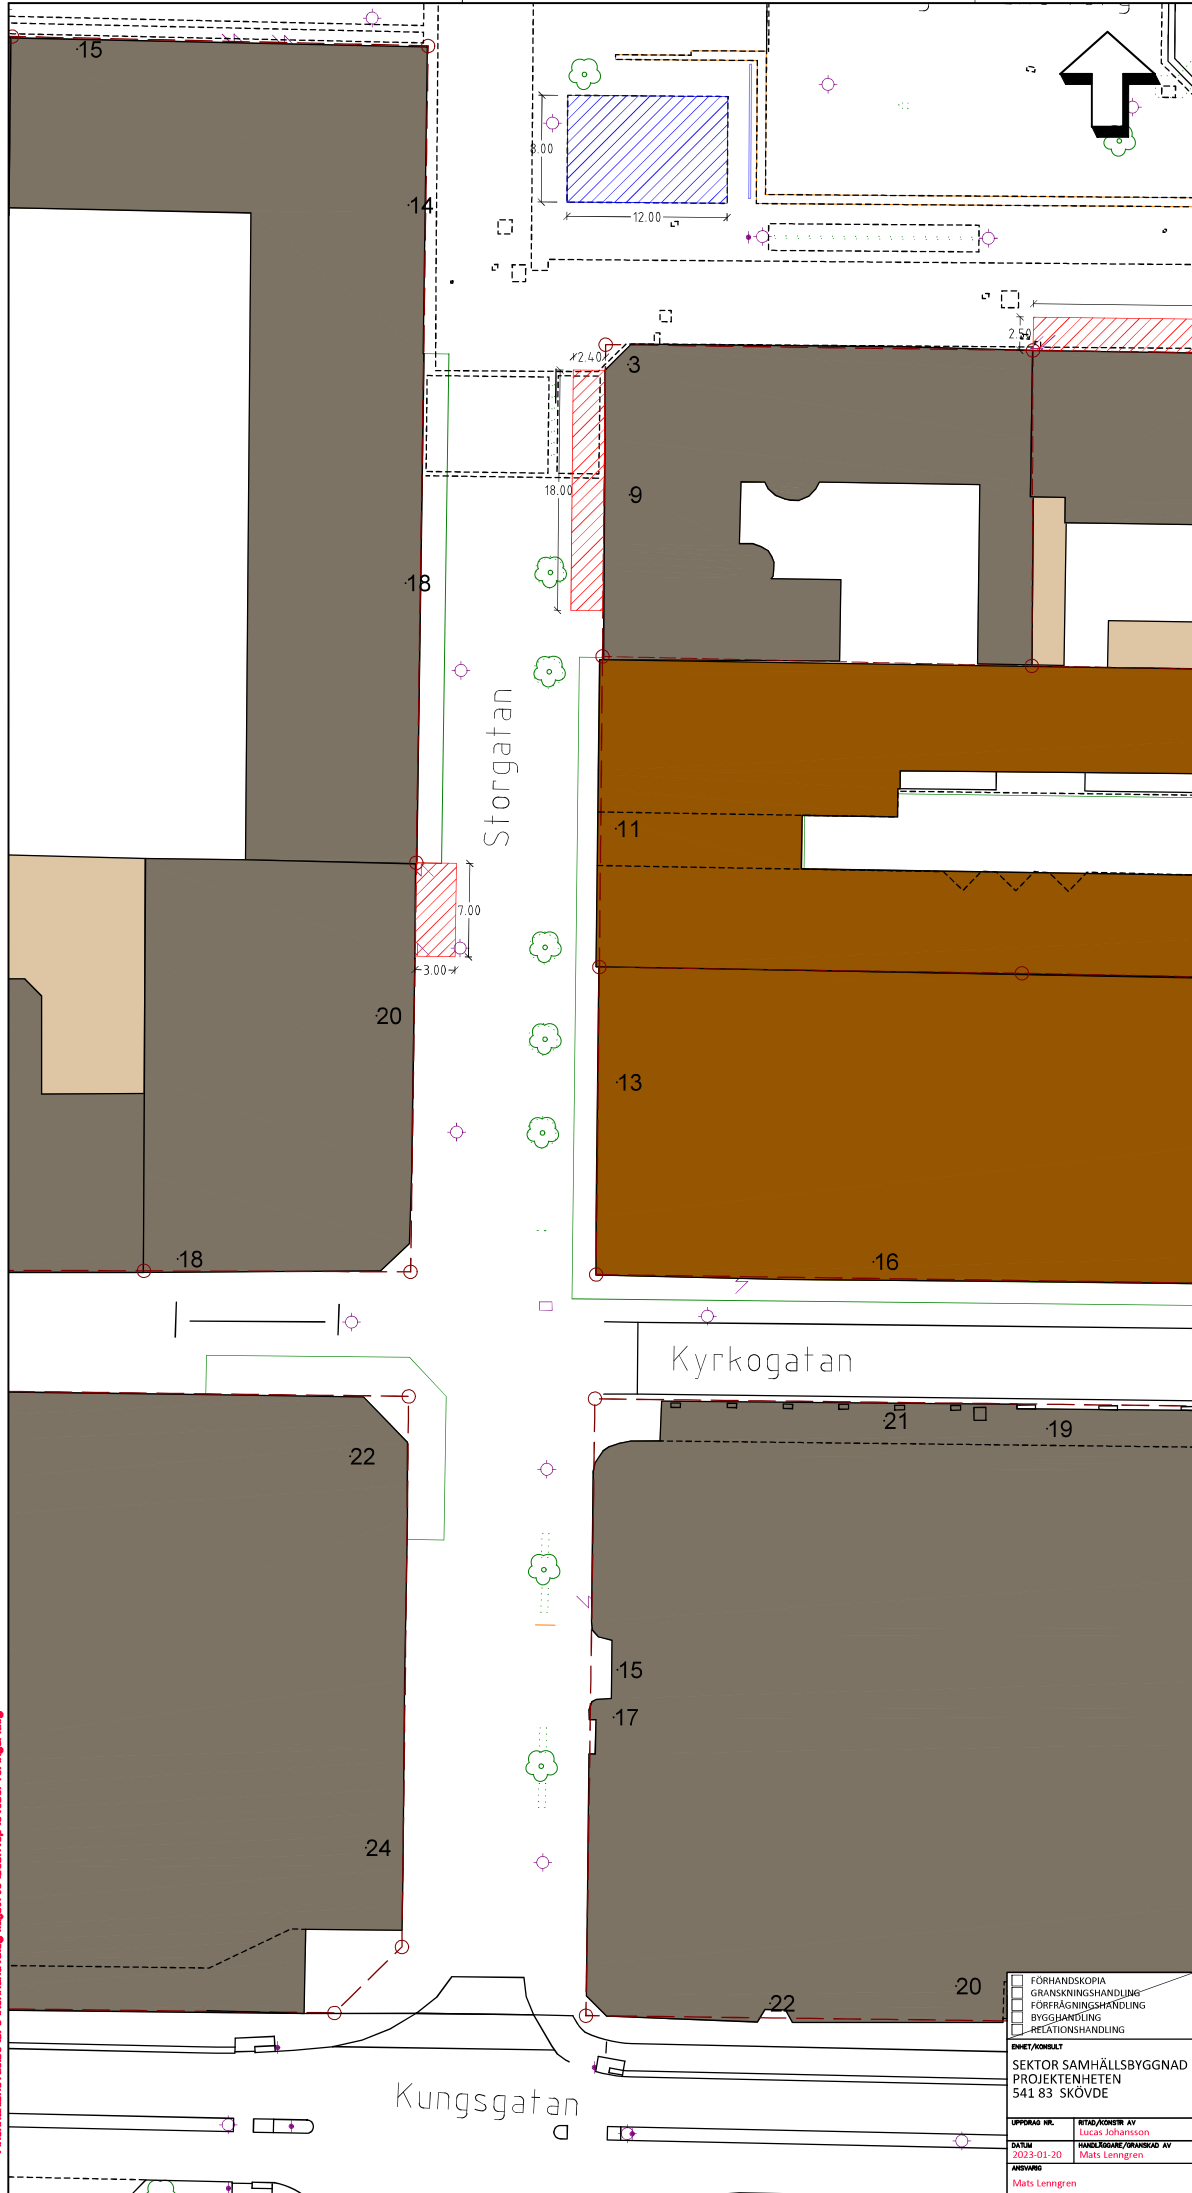 15
14
8.00
12.00
2.50
2.40
3
9
18.00
18
Storgatan
11
7.00
3.00
20
13
18
16
Kyrkogatan
21
19
22
15
17
24
20
22
Kungsgatan
FÖRHANDSKOPIA
GRANSKNINGSHANDLING
FÖRFRÅGNINGSHANDLING
BYGGHANDLING
RELATIONSHANDLING
ENHET/KONSULT
SEKTOR SAMHÄLLSBYGGNAD
PROJEKTENHETEN
541 83 SKÖVDE
UPPDRAG NR. RITAD/KONSTR AV
Lucas Johansson
DATUM HANDLÄGGARE/GRANSKAD AV
2023-01-20 Mats Lenngren
ANSVARIG
Mats Lenngren